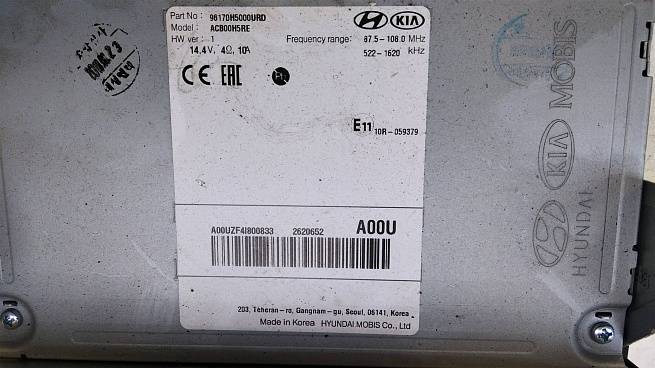 Part No : 96170H5000URD
Model : ACB00H5RE
HW ver : 1
14.4V, 4Ω, 10A
HYUNDAI KIA
Frequency range: 87.5 - 108.0 MHz
522 - 1620 kHz
CE EAC
E11 10R - 059379
A00UZF4I800833 2620652 A00U
203, Teheran-ro, Gangnam-gu, Seoul, 06141, Korea
Made in Korea HYUNDAI MOBIS Co., Ltd
KIA MOBIS